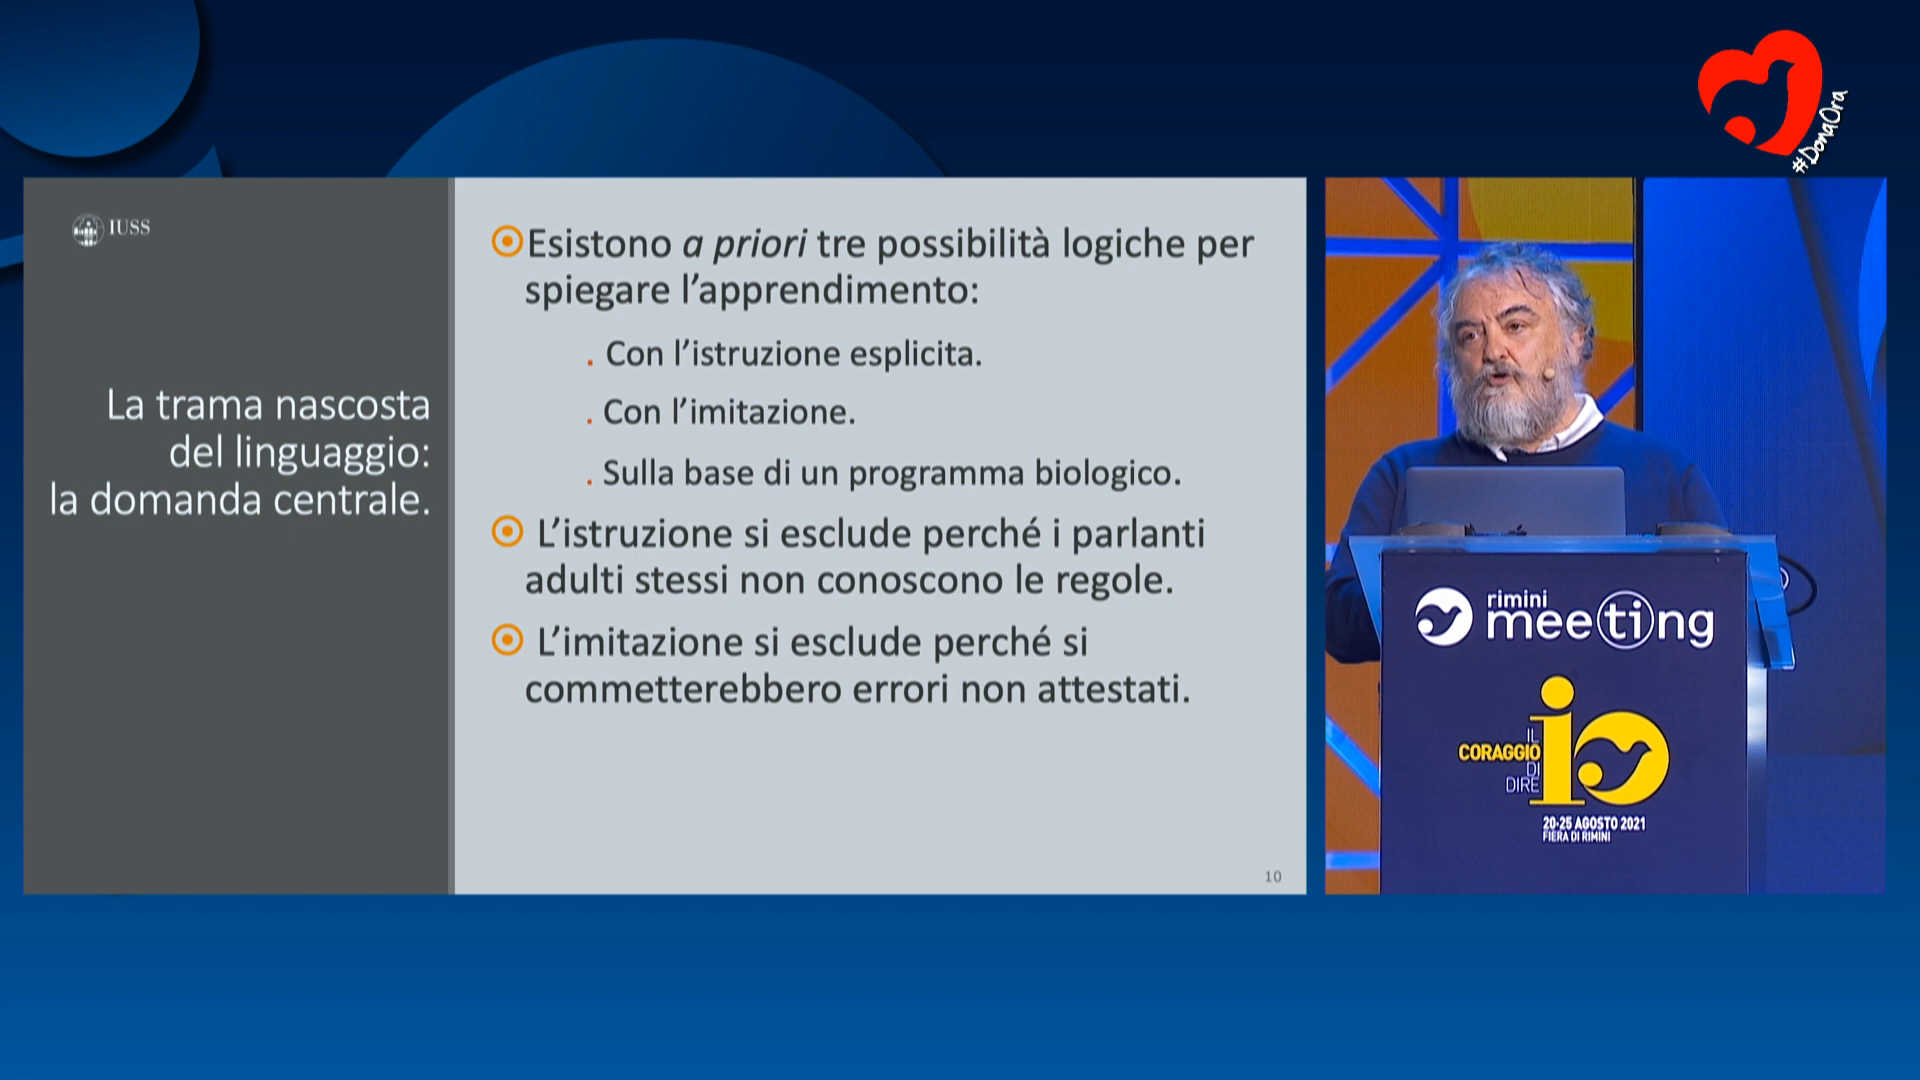 #DonaOra
IUSS
La trama nascosta
del linguaggio:
la domanda centrale.
Esistono a priori tre possibilità logiche per
spiegare l’apprendimento:
. Con l’istruzione esplicita.
. Con l’imitazione.
. Sulla base di un programma biologico.
L’istruzione si esclude perché i parlanti
adulti stessi non conoscono le regole.
L’imitazione si esclude perché si
commetterebbero errori non attestati.
10
rimini
meeting
IL
CORAGGIO
DI
DIRE
io
20-25 AGOSTO 2021
FIERA DI RIMINI